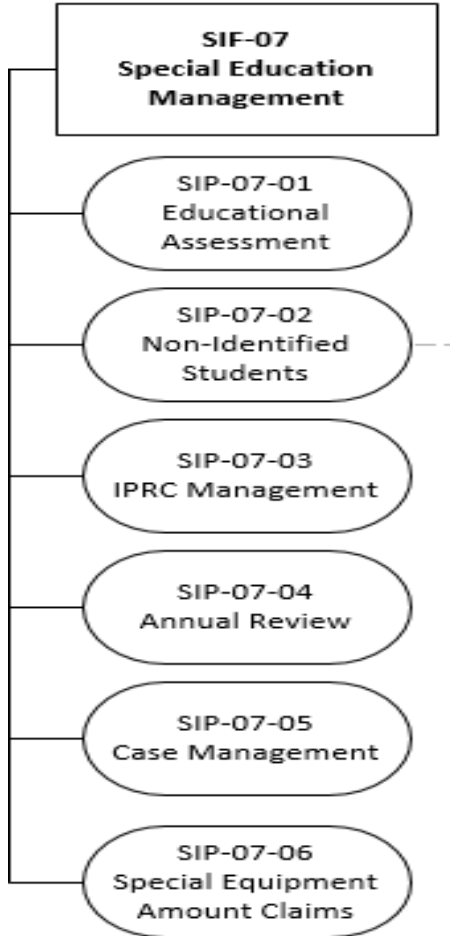 SIF-07
Special Education
Management
SIP-07-01
Educational
Assessment
SIP-07-02
Non-Identified
Students
SIP-07-03
IPRC Management
SIP-07-04
Annual Review
SIP-07-05
Case Management
SIP-07-06
Special Equipment
Amount Claims